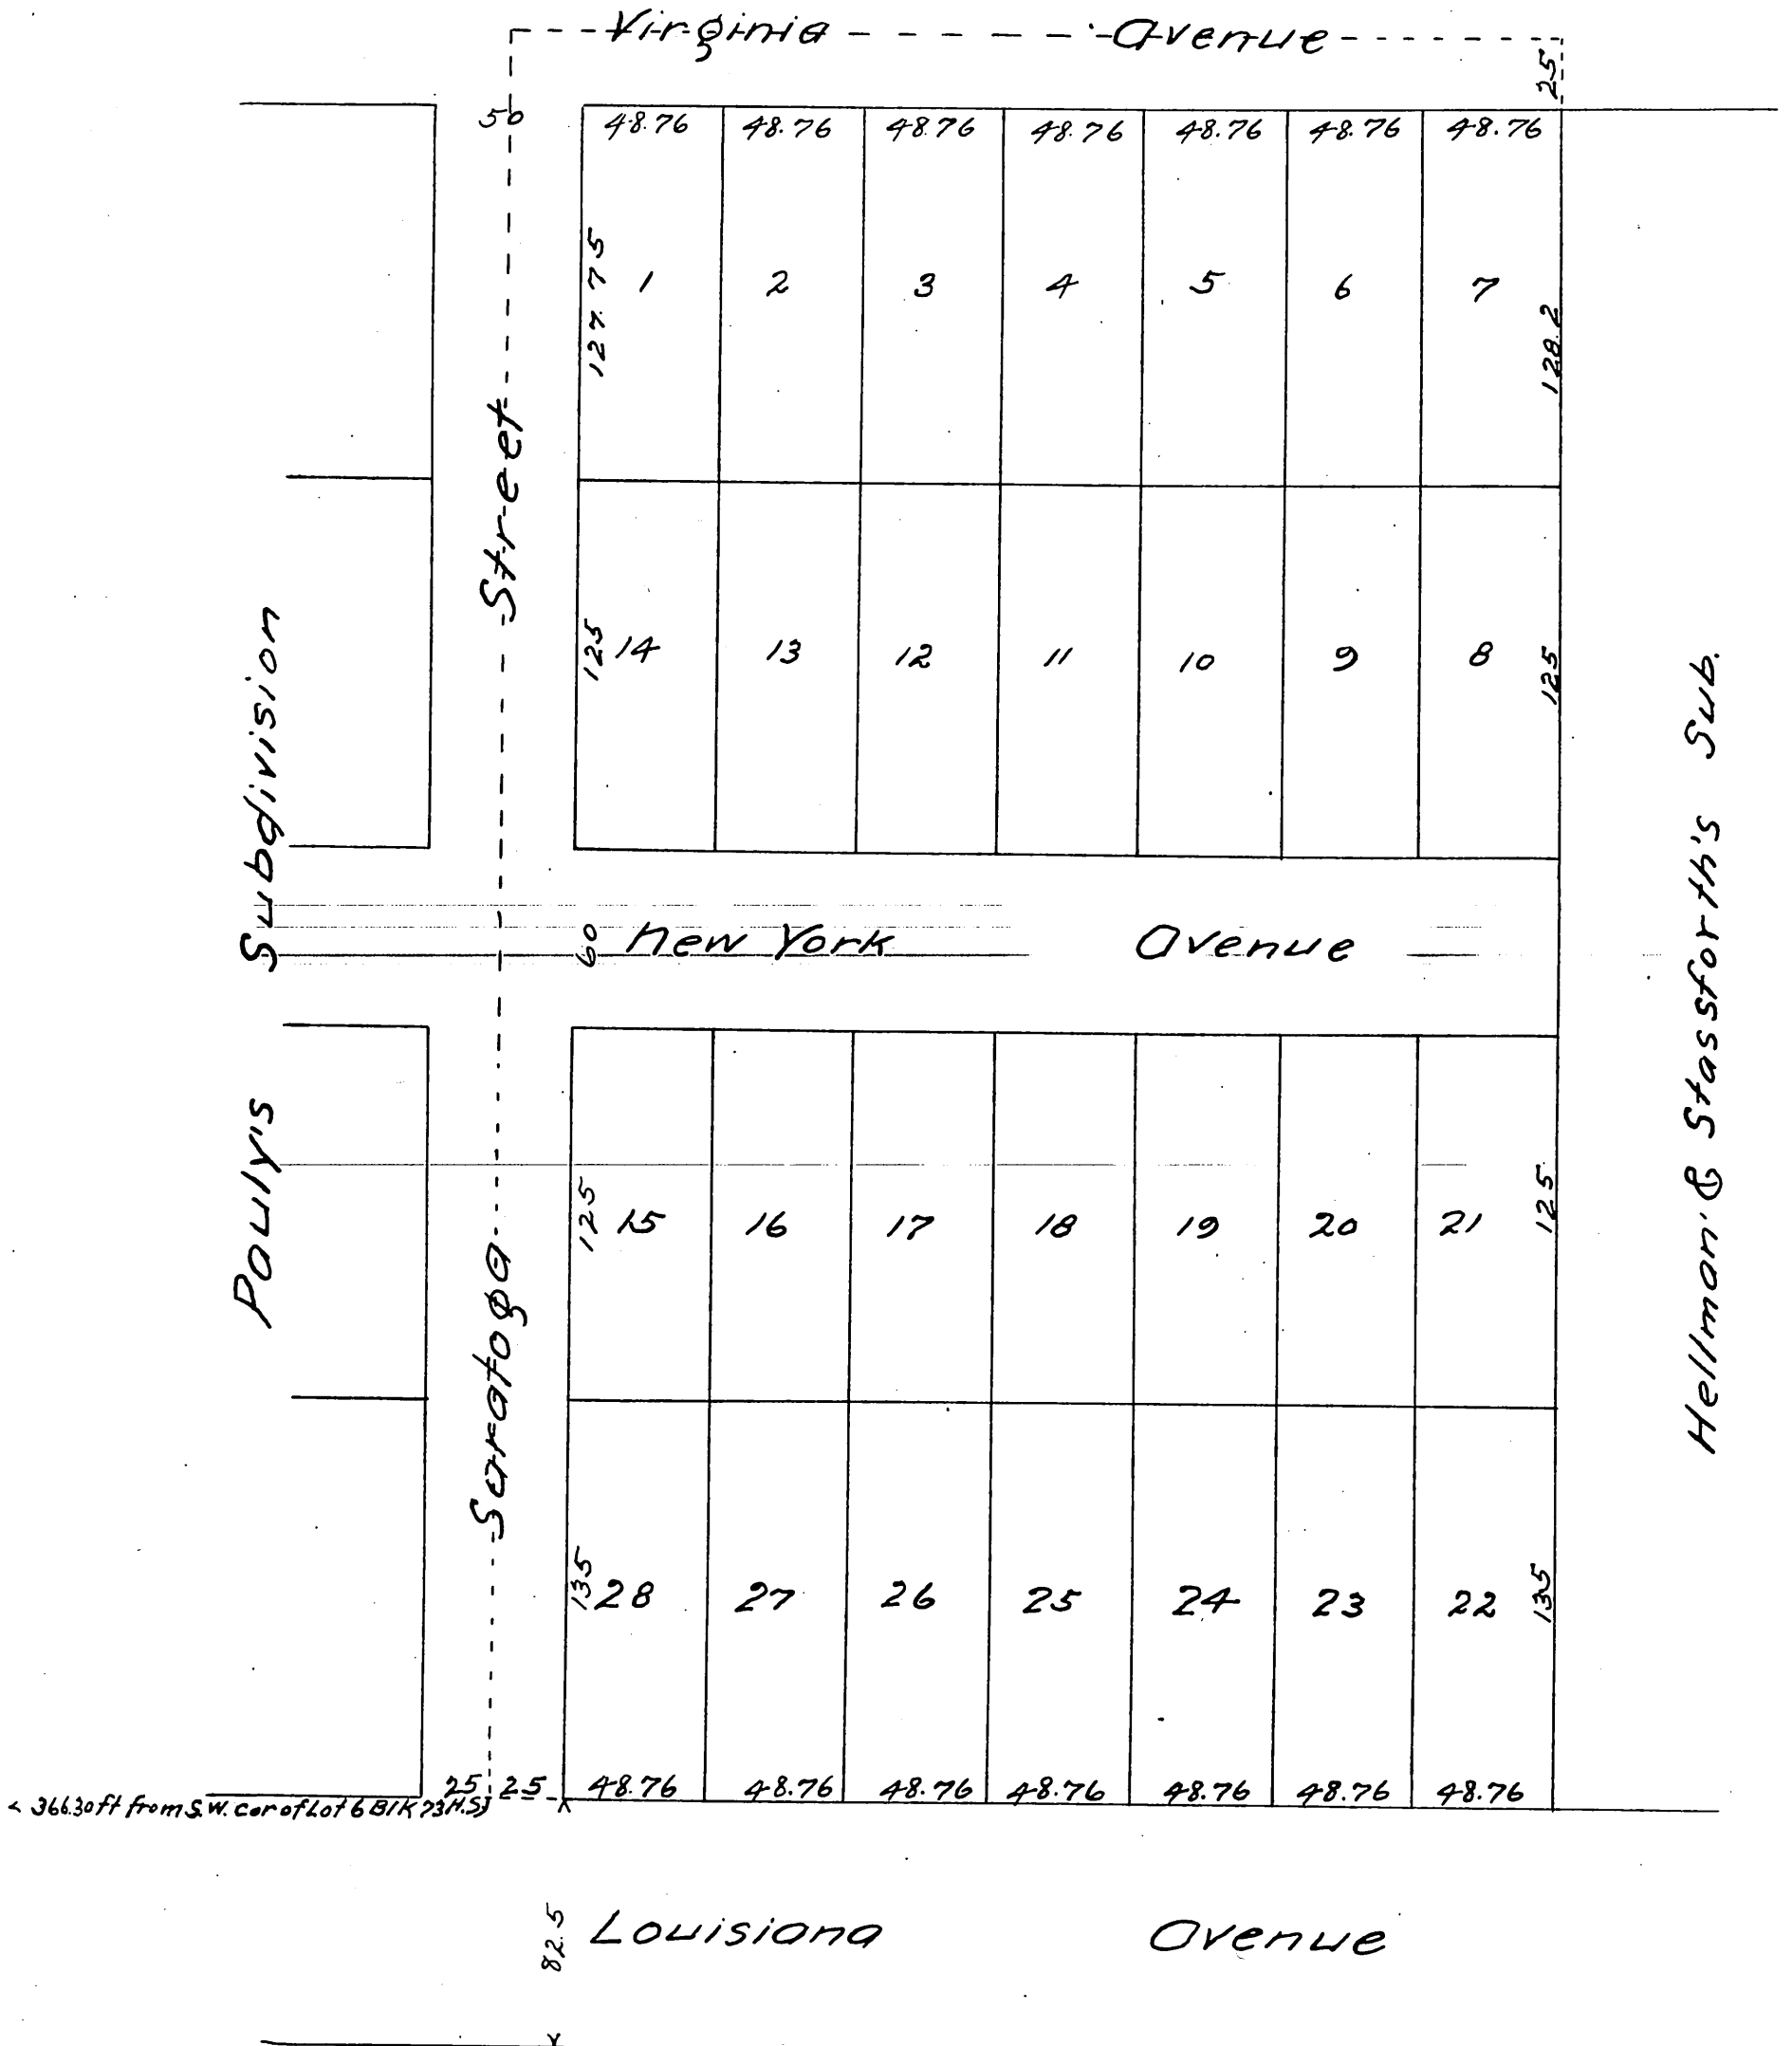 Virginia Avenue
25
50
48.76 48.76 48.76 48.76 48.76 48.76 48.76
127.75
1 2 3 4 5 6 7
128.2
Saratoga Street
125
14 13 12 11 10 9 8
125
Pauly's Subdivision
60
New York Avenue
Hellman & Stassforth's Sub.
125
15 16 17 18 19 20 21
125
135
28 27 26 25 24 23 22
135
25 25
48.76 48.76 48.76 48.76 48.76 48.76 48.76
366.30 ft from S.W. cor of Lot 6 Blk 73 H.S.
82.5
Louisiana Avenue